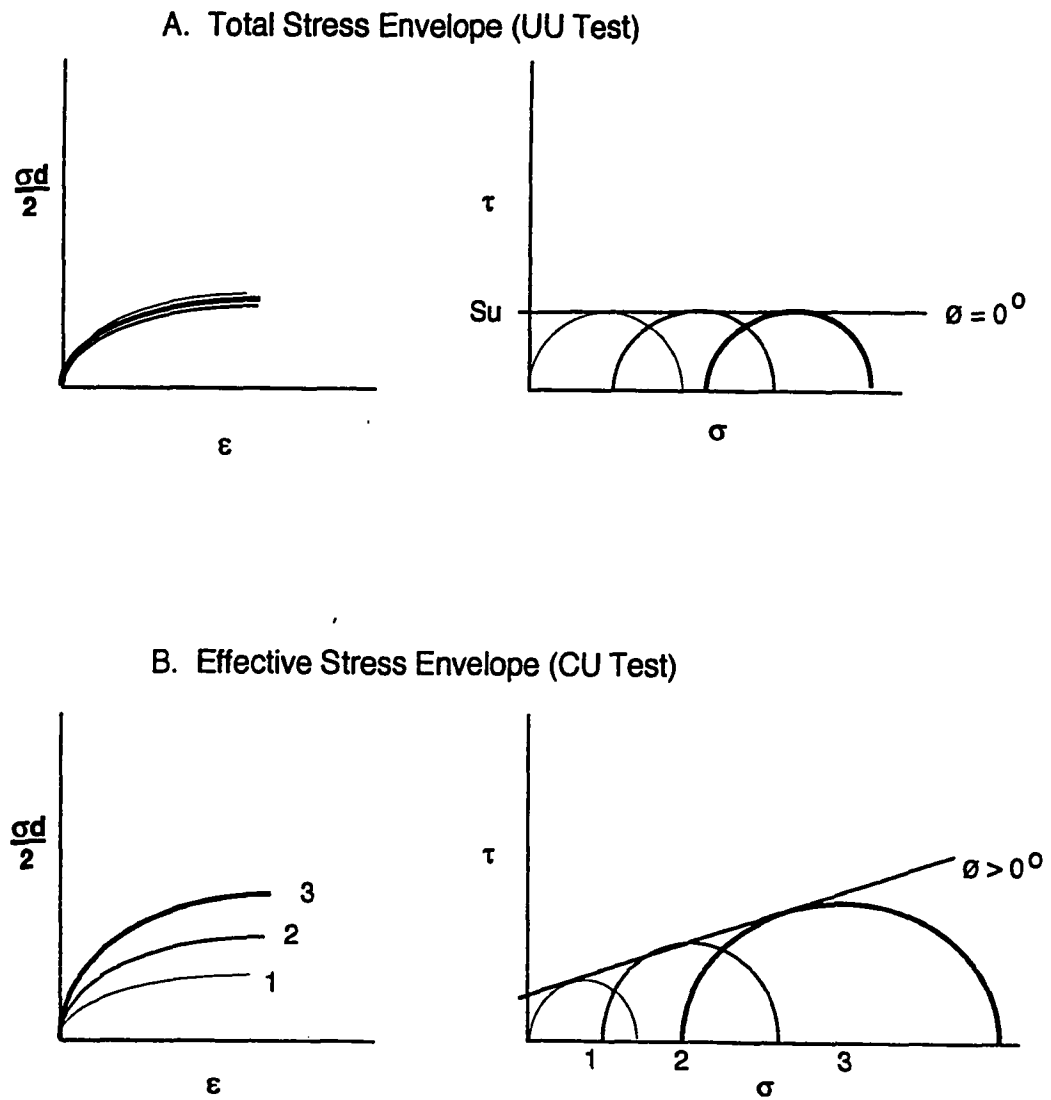 A. Total Stress Envelope (UU Test)
σd
2
ε
τ
Su
ø = 0°
σ
B. Effective Stress Envelope (CU Test)
σd
2
3
2
1
ε
τ
ø > 0°
1 2 3
σ